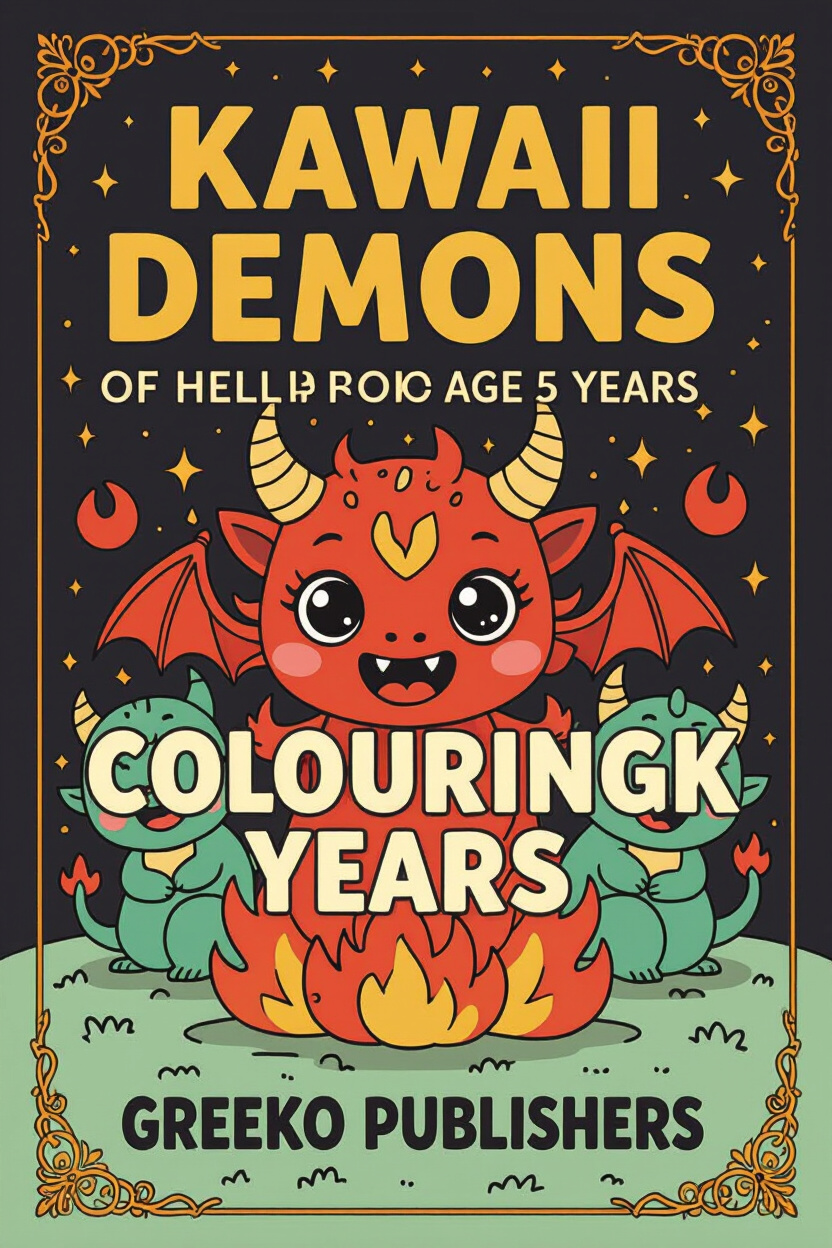 KAWAII
DEMONS
OF HELL AGE 5 YEARS
COLOURINGK
YEARS
GREEKO PUBLISHERS